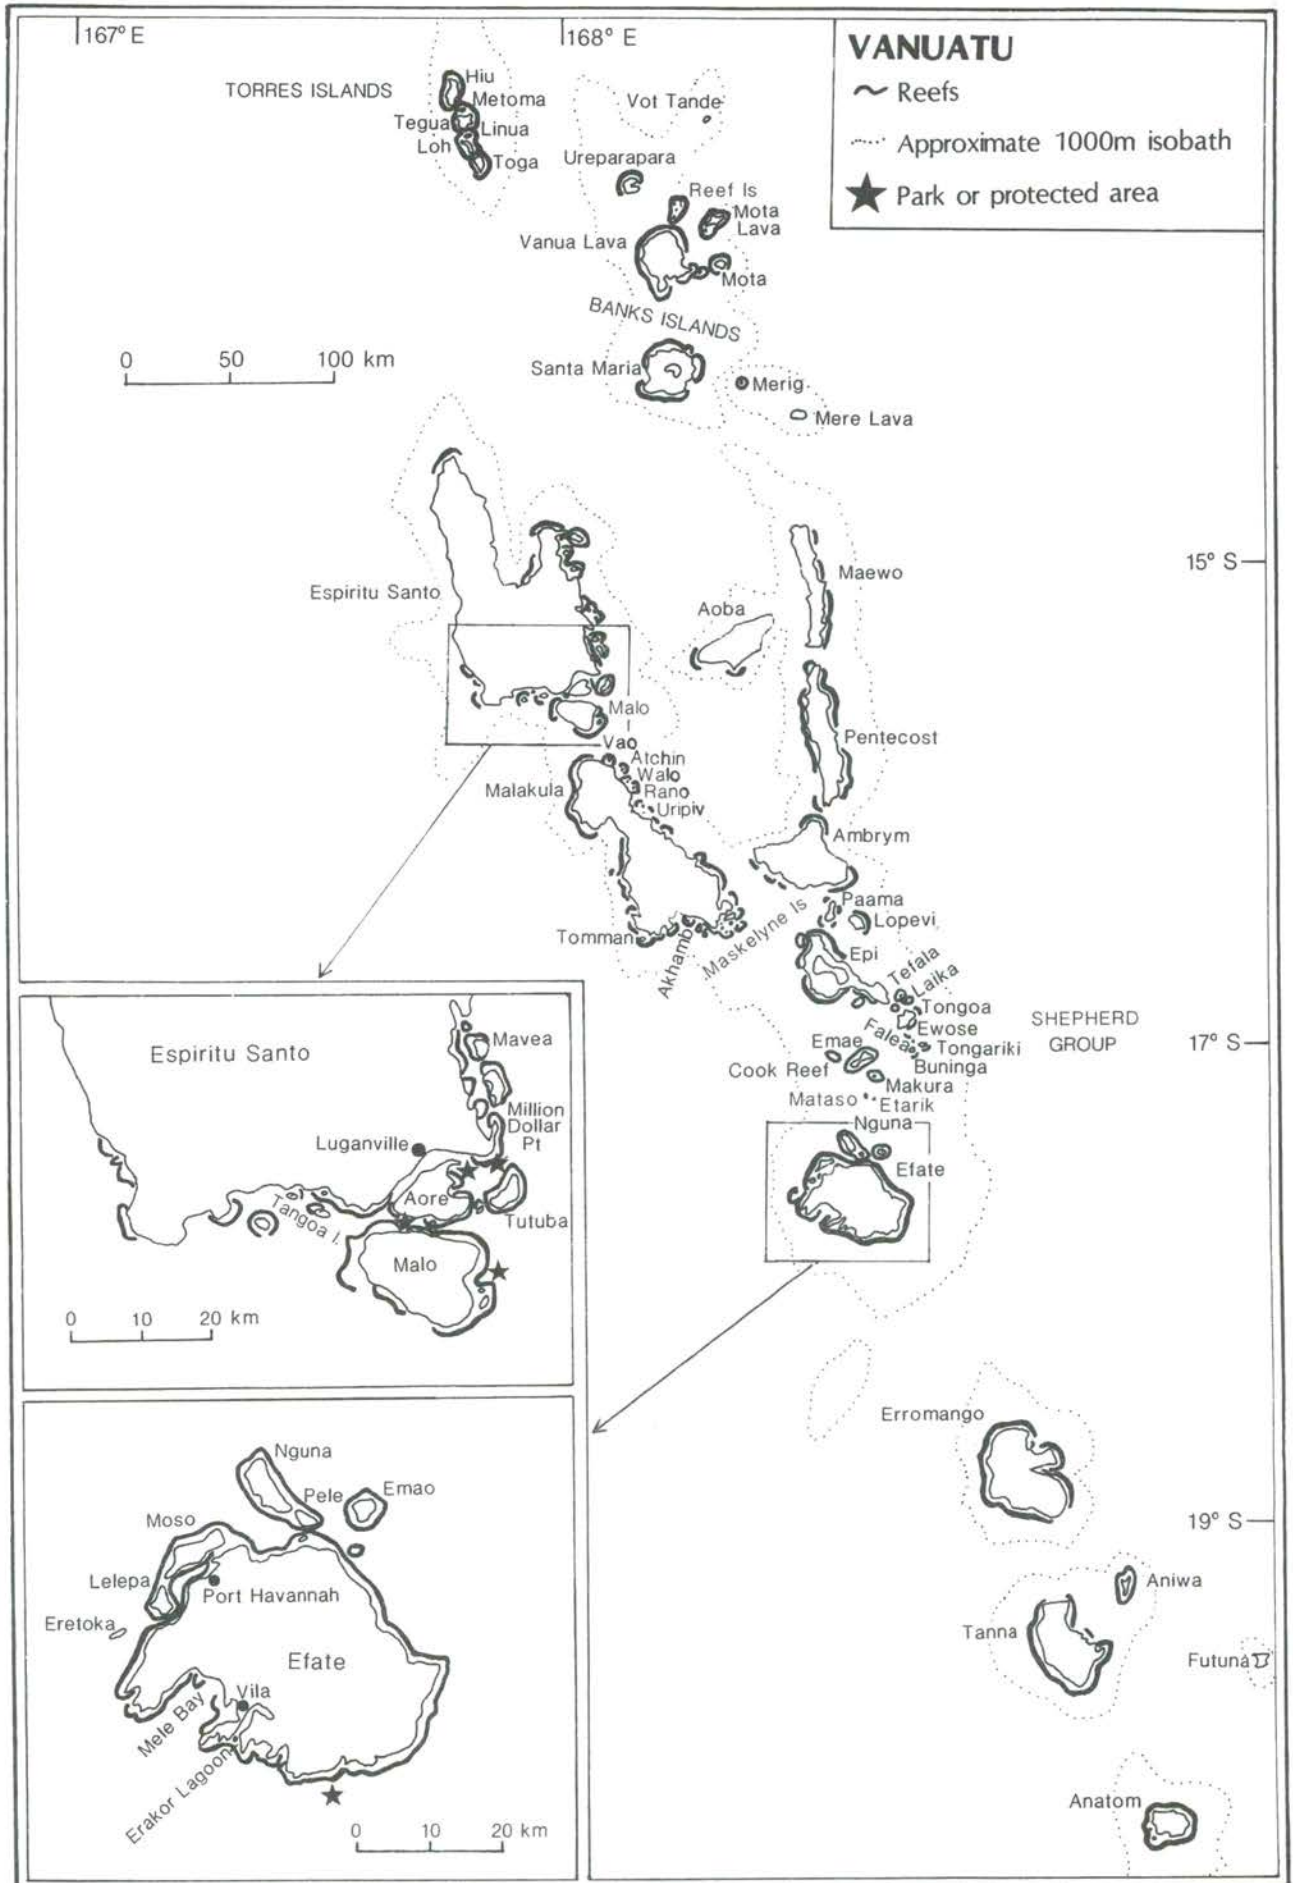 167° E
168° E
VANUATU
Reefs
Approximate 1000m isobath
Park or protected area
TORRES ISLANDS
Hiu
Metoma
Tegua
Linua
Loh
Toga
Vot Tande
Ureparapara
Reef Is
Mota
Lava
Vanua Lava
Mota
BANKS ISLANDS
0 50 100 km
Santa Maria
Merig
Mere Lava
15° S
Espiritu Santo
Maewo
Aoba
Malo
Pentecost
Vao
Atchin
Walo
Rano
Uripiv
Malakula
Ambrym
Paama
Lopevi
Maskelyne Is
Tomman
Akhamb
Epi
Tefala
Laika
Tongoa
Ewose
Falea
Tongariki
Buninga
SHEPHERD
GROUP
17° S
Emae
Cook Reef
Makura
Mataso
Etarik
Nguna
Efate
Espiritu Santo
Mavea
Million
Dollar
Pt
Luganville
Aore
Tangoa I.
Tutuba
Malo
0 10 20 km
Erromango
19° S
Aniwa
Tanna
Futuna
Anatom
Nguna
Pele
Emao
Moso
Lelepa
Port Havannah
Eretoka
Efate
Vila
Mele Bay
Erakor Lagoon
0 10 20 km